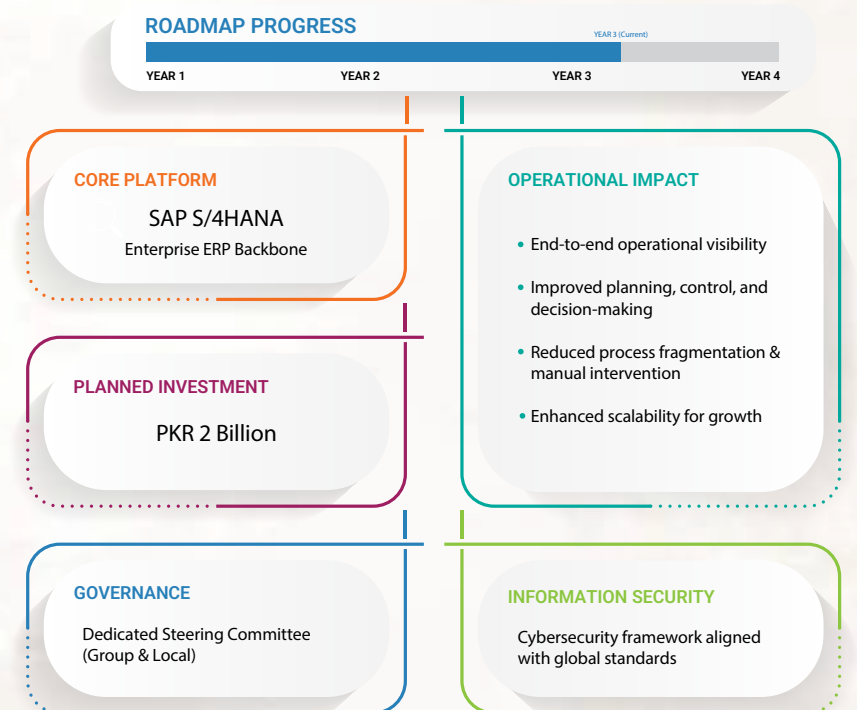 ROADMAP PROGRESS
YEAR 3 (Current)
YEAR 1
YEAR 2
YEAR 3
YEAR 4
CORE PLATFORM
SAP S/4HANA
Enterprise ERP Backbone
PLANNED INVESTMENT
PKR 2 Billion
GOVERNANCE
Dedicated Steering Committee
(Group & Local)
OPERATIONAL IMPACT
• End-to-end operational visibility
• Improved planning, control, and
decision-making
• Reduced process fragmentation &
manual intervention
• Enhanced scalability for growth
INFORMATION SECURITY
Cybersecurity framework aligned
with global standards